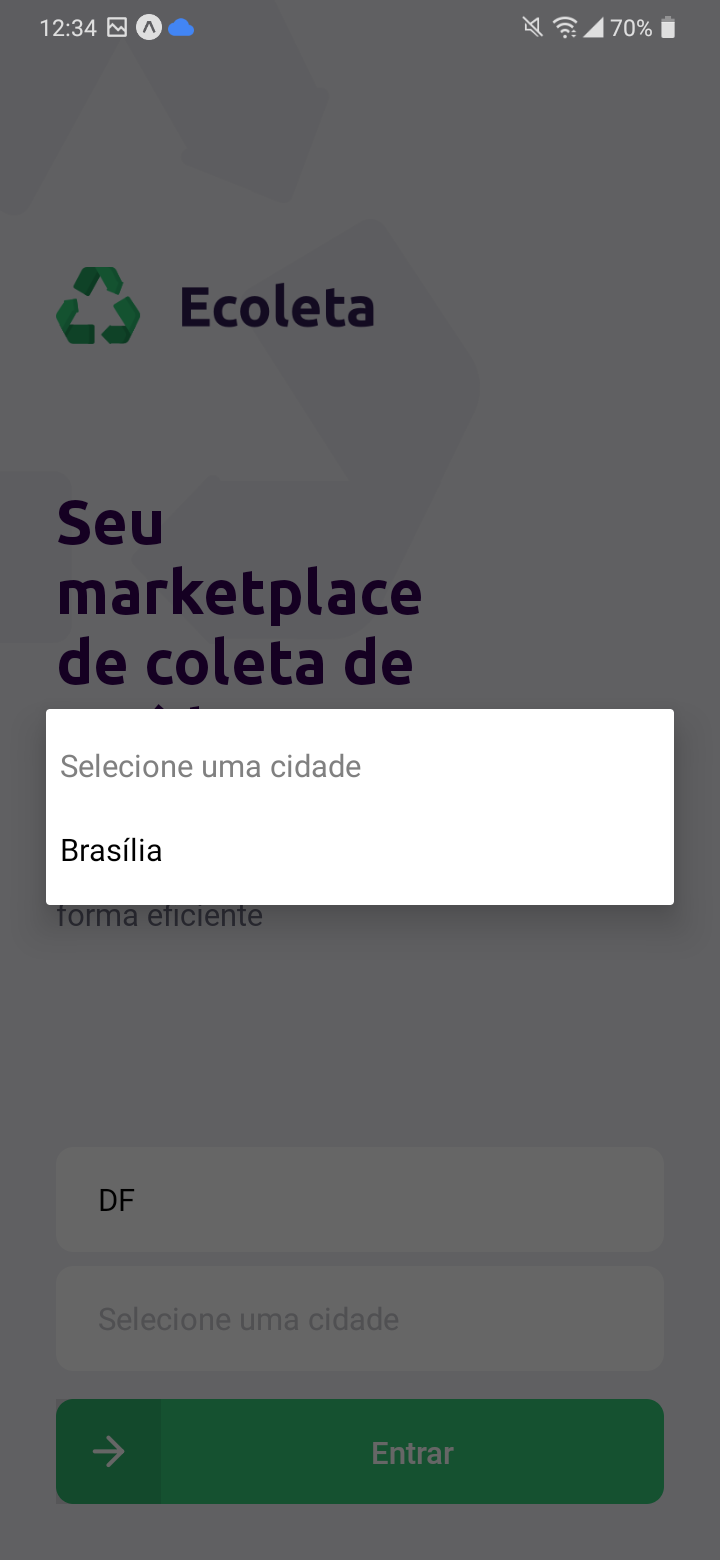 12:34
70%
Ecoleta
Seu
marketplace
de coleta de
Selecione uma cidade
Brasília
forma eficiente
DF
Selecione uma cidade
Entrar